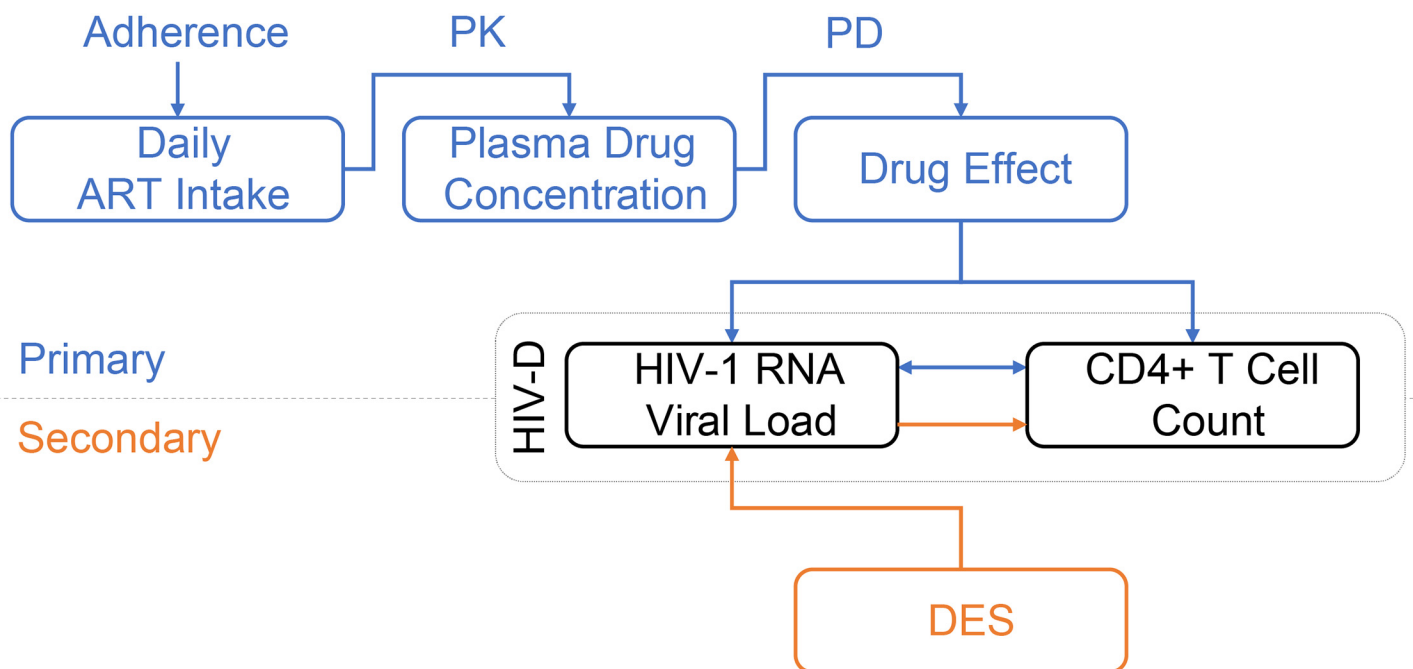 Adherence
PK
PD
Daily
ART Intake
Plasma Drug
Concentration
Drug Effect
Primary
Secondary
HIV-D
HIV-1 RNA
Viral Load
CD4+ T Cell
Count
DES